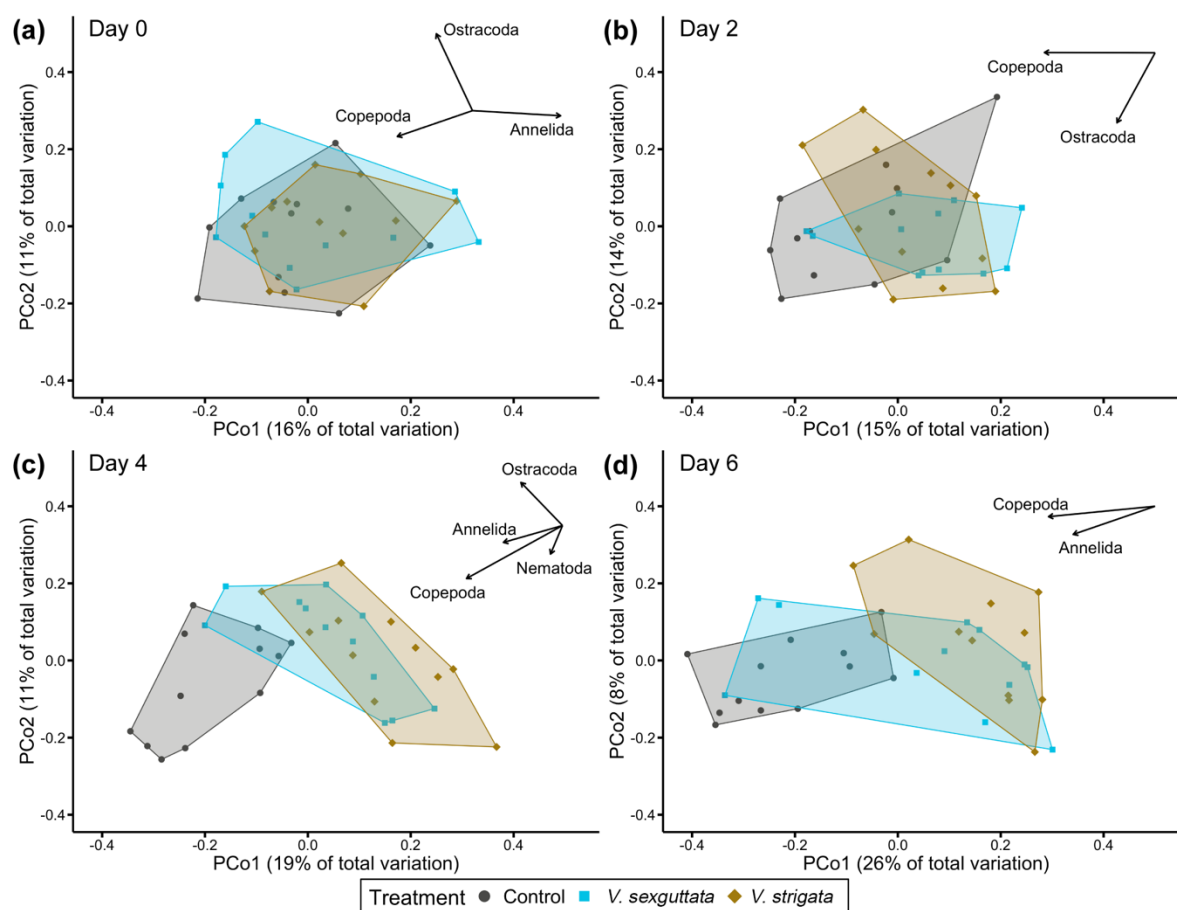 (a) Day 0
Ostracoda
Copepoda
Annelida
0.4
0.2
0.0
-0.2
-0.4
PCo2 (11% of total variation)
-0.4 -0.2 0.0 0.2 0.4
PCo1 (16% of total variation)
(b) Day 2
Copepoda
Ostracoda
0.4
0.2
0.0
-0.2
-0.4
PCo2 (14% of total variation)
-0.4 -0.2 0.0 0.2 0.4
PCo1 (15% of total variation)
(c) Day 4
Ostracoda
Annelida
Nematoda
Copepoda
0.4
0.2
0.0
-0.2
-0.4
PCo2 (11% of total variation)
-0.4 -0.2 0.0 0.2 0.4
PCo1 (19% of total variation)
(d) Day 6
Copepoda
Annelida
0.4
0.2
0.0
-0.2
-0.4
PCo2 (8% of total variation)
-0.4 -0.2 0.0 0.2 0.4
PCo1 (26% of total variation)
Treatment Control V. sexguttata V. strigata